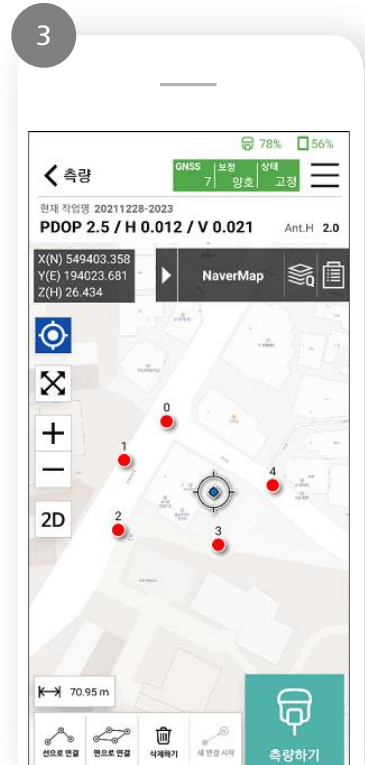 3
78% 56%
측량
GNSS 7 보정 양호 상태 고정
현재 작업명 20211228-2023
PDOP 2.5 / H 0.012 / V 0.021 Ant.H 2.0
X(N) 549403.358
Y(E) 194023.681
Z(H) 26.434
NaverMap
Q
0
1
4
2D
2
3
70.95 m
선으로 연결 면으로 연결 삭제하기 새 연결 시작
측량하기